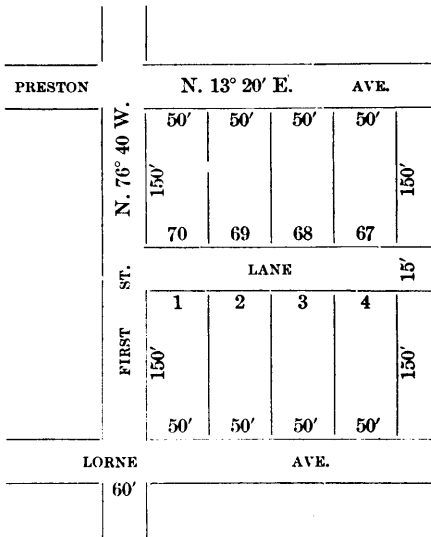 PRESTON N. 13° 20' E. AVE.
N. 76° 40 W.
50' 50' 50' 50'
150' 150'
70 69 68 67
LANE 15'
FIRST ST.
1 2 3 4
150' 150'
50' 50' 50' 50'
LORNE AVE.
60'